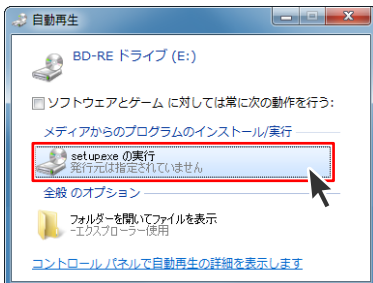 自動再生
BD-RE ドライブ (E:)
ソフトウェアとゲーム に対しては常に次の動作を行う:
メディアからのプログラムのインストール/実行
setup.exe の実行
発行元は指定されていません
全般 のオプション
フォルダーを開いてファイルを表示
-エクスプローラー使用
コントロール パネルで自動再生の詳細を表示します